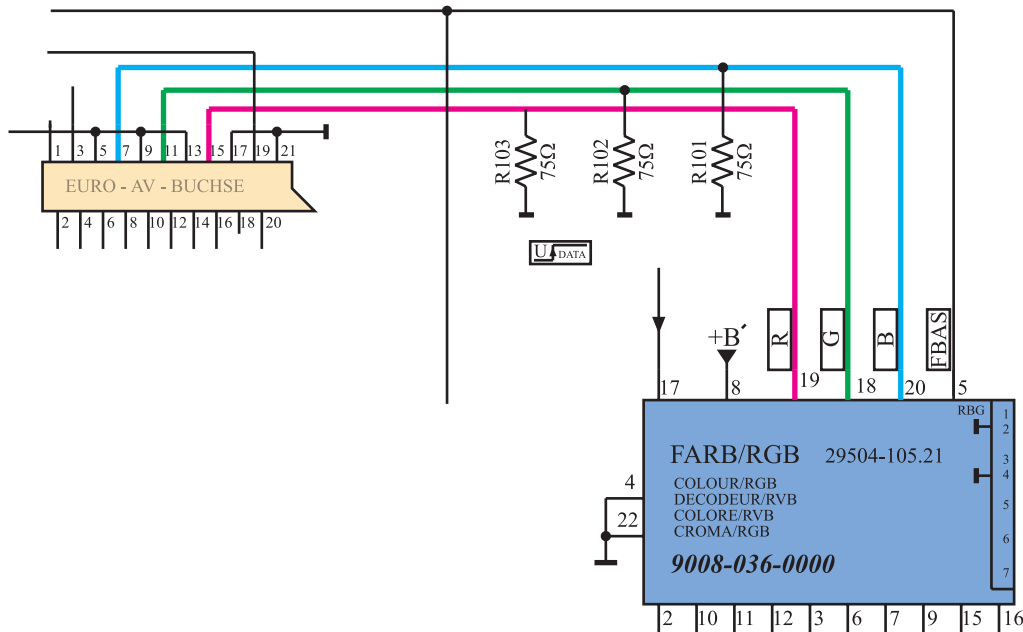 1 3 5 7 9 11 13 15 17 19 21
EURO - AV - BUCHSE
2 4 6 8 10 12 14 16 18 20
R103 75Ω R102 75Ω R101 75Ω
U DATA
+B´ R G B FBAS
17 8 19 18 20 5
RBG 1
2
FARB/RGB 29504-105.21
3
4
4
COLOUR/RGB
DECODEUR/RVB
5
22
COLORE/RVB
CROMA/RGB
6
9008-036-0000
7
2 10 11 12 3 6 7 9 15 16